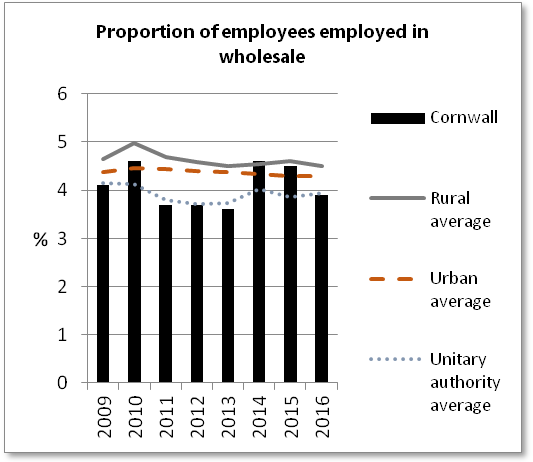 Proportion of employees employed in
wholesale
6
5
4
3
2
1
0
%
2009
2010
2011
2012
2013
2014
2015
2016
Cornwall
Rural
average
Urban
average
Unitary
authority
average